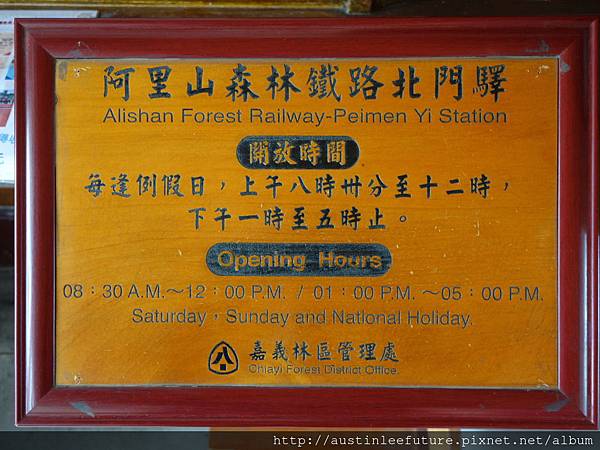 阿里山森林鐵路北門驛
Alishan Forest Railway-Peimen Yi Station
開放時間
每逢例假日，上午八時卅分至十二時，
下午一時至五時止。
Opening Hours
08：30 A.M.～12：00 P.M. / 01：00 P.M. ～05：00 P.M.
Saturday，Sunday and National Holiday.
嘉義林區管理處
Chiayi Forest District Office.
http://austinleefuture.pixnet.net/album